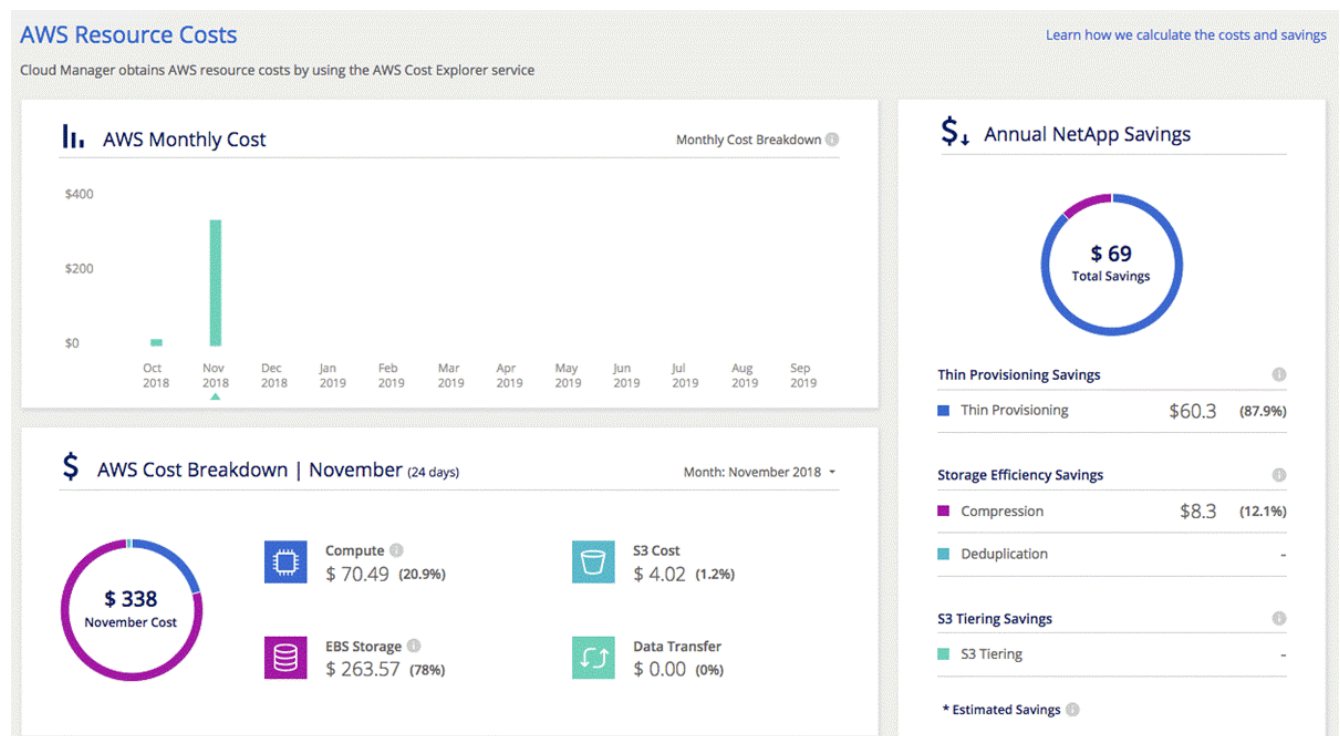 AWS Resource Costs
Learn how we calculate the costs and savings
Cloud Manager obtains AWS resource costs by using the AWS Cost Explorer service
AWS Monthly Cost
Monthly Cost Breakdown
$400
$200
$0
Oct Nov Dec Jan Feb Mar Apr May Jun Jul Aug Sep
2018 2018 2018 2019 2019 2019 2019 2019 2019 2019 2019 2019
AWS Cost Breakdown | November (24 days)
Month: November 2018
$ 338
November Cost
Compute
$ 70.49 (20.9%)
S3 Cost
$ 4.02 (1.2%)
EBS Storage
$ 263.57 (78%)
Data Transfer
$ 0.00 (0%)
Annual NetApp Savings
$ 69
Total Savings
Thin Provisioning Savings
Thin Provisioning $60.3 (87.9%)
Storage Efficiency Savings
Compression $8.3 (12.1%)
Deduplication -
S3 Tiering Savings
S3 Tiering -
* Estimated Savings